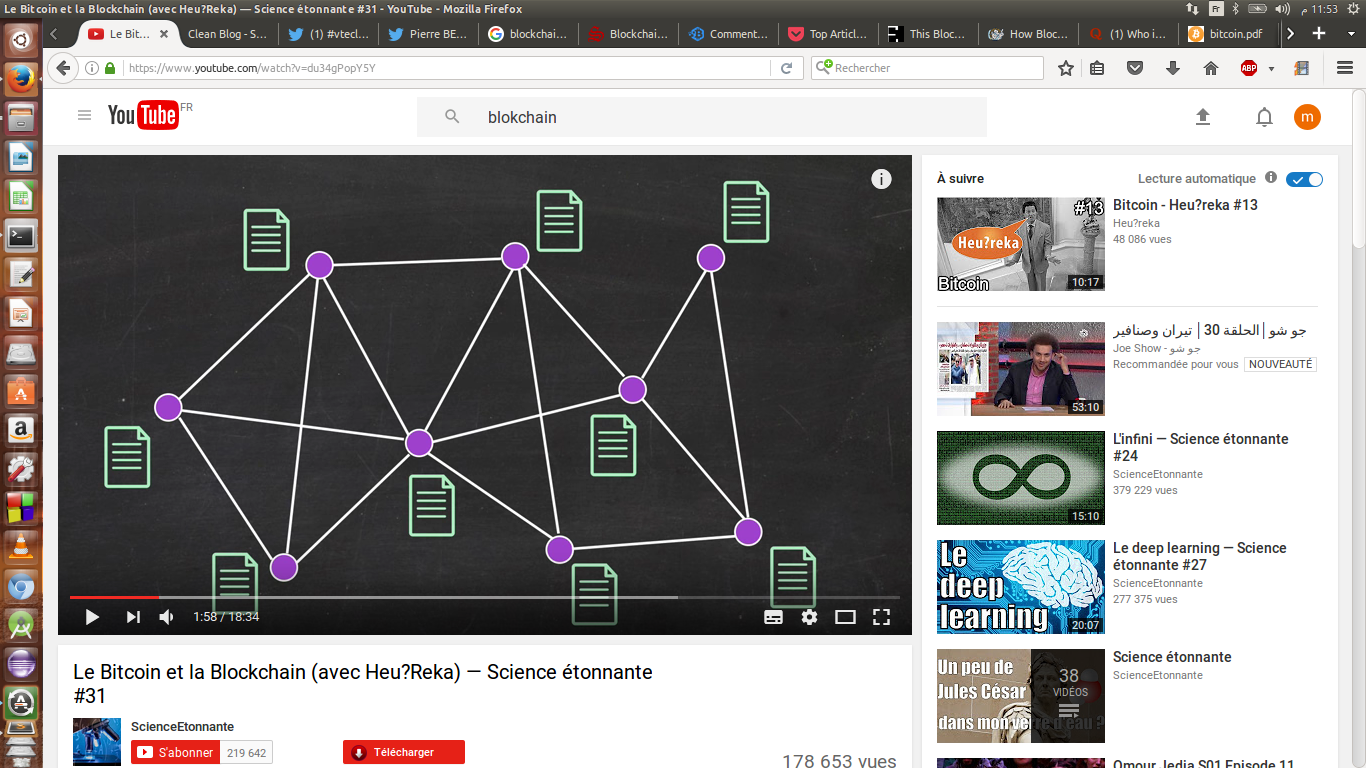 Le Bitcoin et la Blockchain (avec Heu?Reka) — Science étonnante #31 - YouTube - Mozilla Firefox
Fr
11:53 م
Le Bit...
Clean Blog - S...
(1) #vtecl...
Pierre BE...
blockchai...
Blockchai...
Comment...
Top Articl...
This Bloc...
How Bloc...
(1) Who i...
bitcoin.pdf
https://www.youtube.com/watch?v=du34gPopY5Y
Rechercher
ABP
YouTube FR
blokchain
m
1:58 / 18:34
Le Bitcoin et la Blockchain (avec Heu?Reka) — Science étonnante
#31
ScienceEtonnante
S'abonner
219 642
Télécharger
178 653 vues
À suivre
Lecture automatique
#13
Heu?reka
Bitcoin
10:17
Bitcoin - Heu?reka #13
Heu?reka
48 086 vues
53:10
جو شو | الحلقة 30 | تيران وصنافير
Joe Show - جو شو
Recommandée pour vous
NOUVEAUTÉ
15:10
L'infini — Science étonnante
#24
ScienceEtonnante
379 229 vues
Le
deep
learning
20:07
Le deep learning — Science
étonnante #27
ScienceEtonnante
277 375 vues
Un peu de
Jules César
dans mon verre d'eau ?
38
VIDÉOS
Science étonnante
ScienceEtonnante
Omour Jedia S01 Episode 11